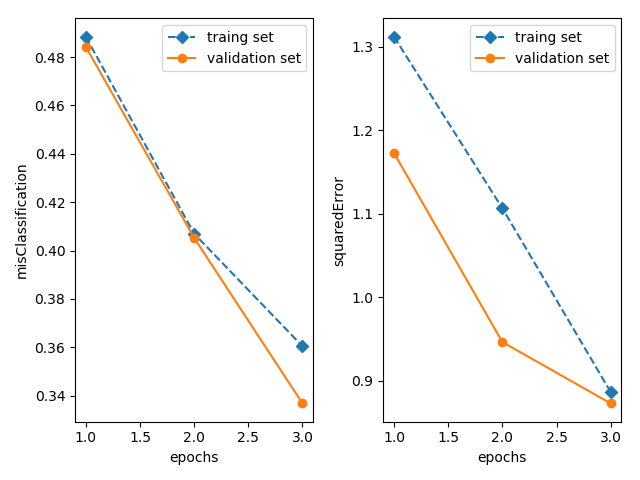 traing set
validation set
0.48
0.46
0.44
0.42
0.40
0.38
0.36
0.34
misClassification
1.0 1.5 2.0 2.5 3.0
epochs
traing set
validation set
1.3
1.2
1.1
1.0
0.9
squaredError
1.0 1.5 2.0 2.5 3.0
epochs